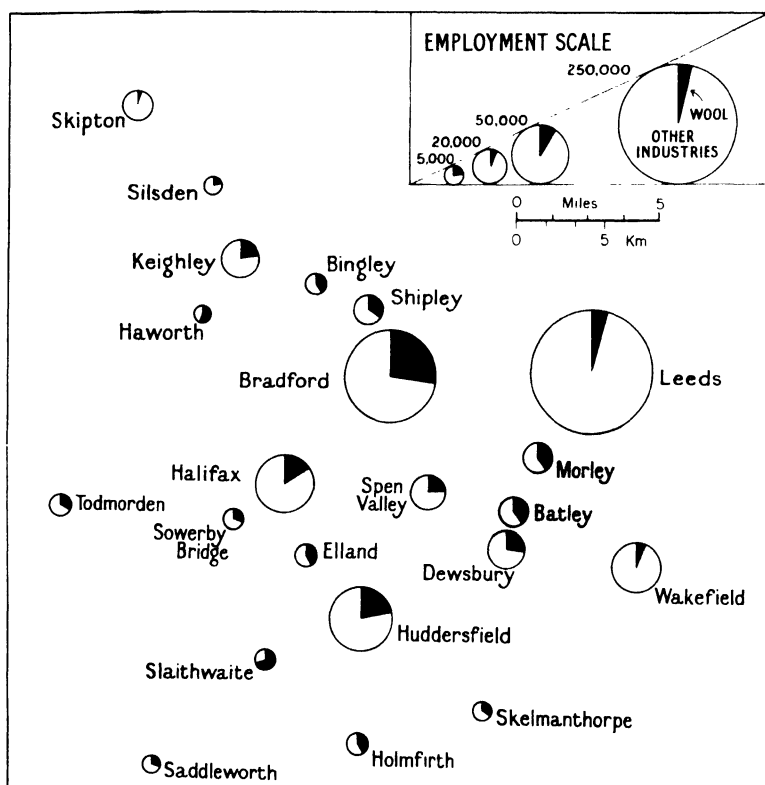 EMPLOYMENT SCALE
250,000
50,000
20,000
5,000
WOOL
OTHER
INDUSTRIES
0 Miles 5
0 5 Km
Skipton
Silsden
Keighley
Bingley
Shipley
Haworth
Bradford
Leeds
Halifax
Spen
Valley
Morley
Todmorden
Sowerby
Bridge
Batley
Elland
Dewsbury
Wakefield
Huddersfield
Slaithwaite
Skelmanthorpe
Holmfirth
Saddleworth